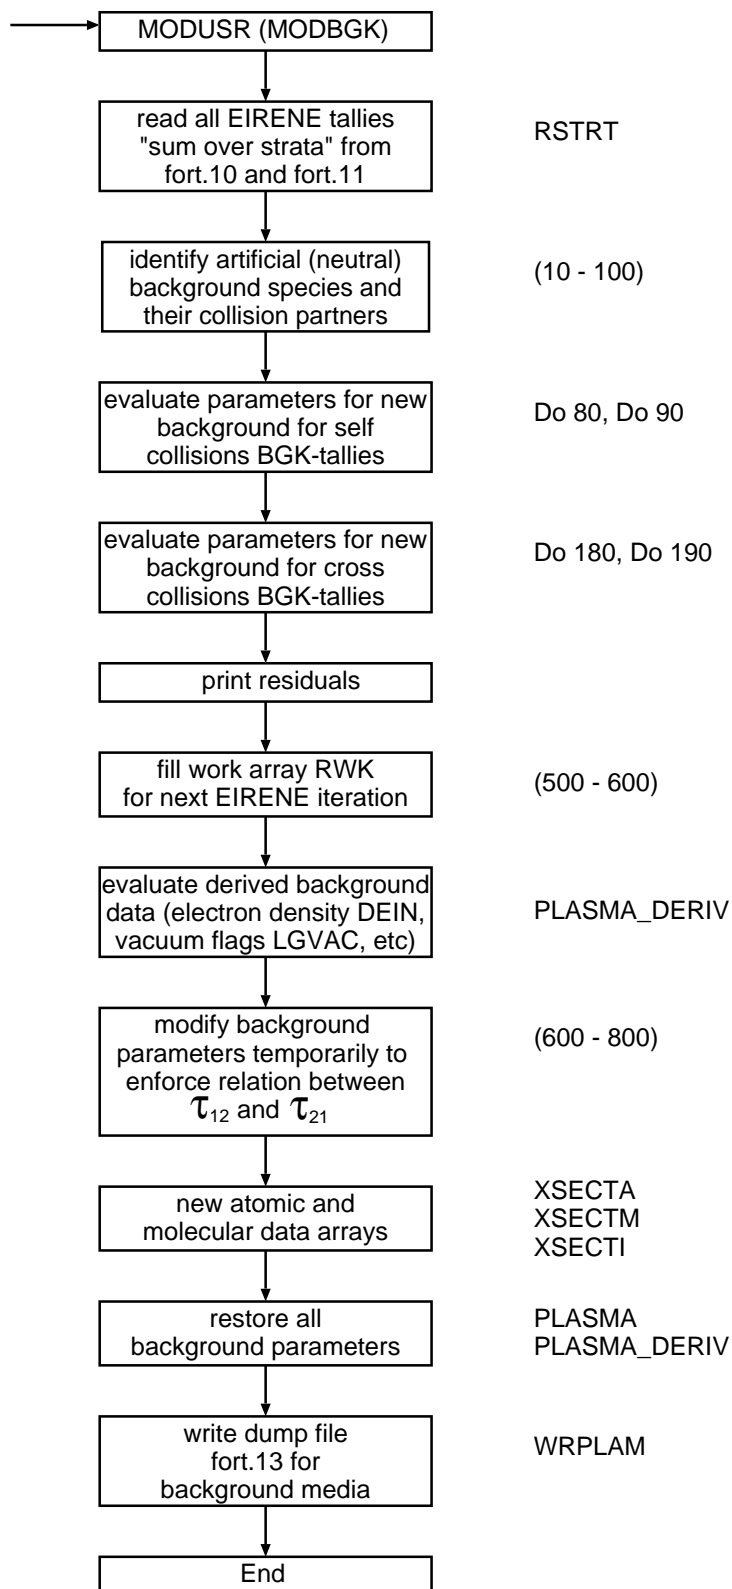 MODUSR (MODBGK)
read all EIRENE tallies
"sum over strata" from
fort.10 and fort.11
RSTRT
identify artificial (neutral)
background species and
their collision partners
(10 - 100)
evaluate parameters for new
background for self
collisions BGK-tallies
Do 80, Do 90
evaluate parameters for new
background for cross
collisions BGK-tallies
Do 180, Do 190
print residuals
fill work array RWK
for next EIRENE iteration
(500 - 600)
evaluate derived background
data (electron density DEIN,
vacuum flags LGVAC, etc)
PLASMA_DERIV
modify background
parameters temporarily to
enforce relation between
τ₁₂ and τ₂₁
(600 - 800)
new atomic and
molecular data arrays
XSECTA
XSECTM
XSECTI
restore all
background parameters
PLASMA
PLASMA_DERIV
write dump file
fort.13 for
background media
WRPLAM
End